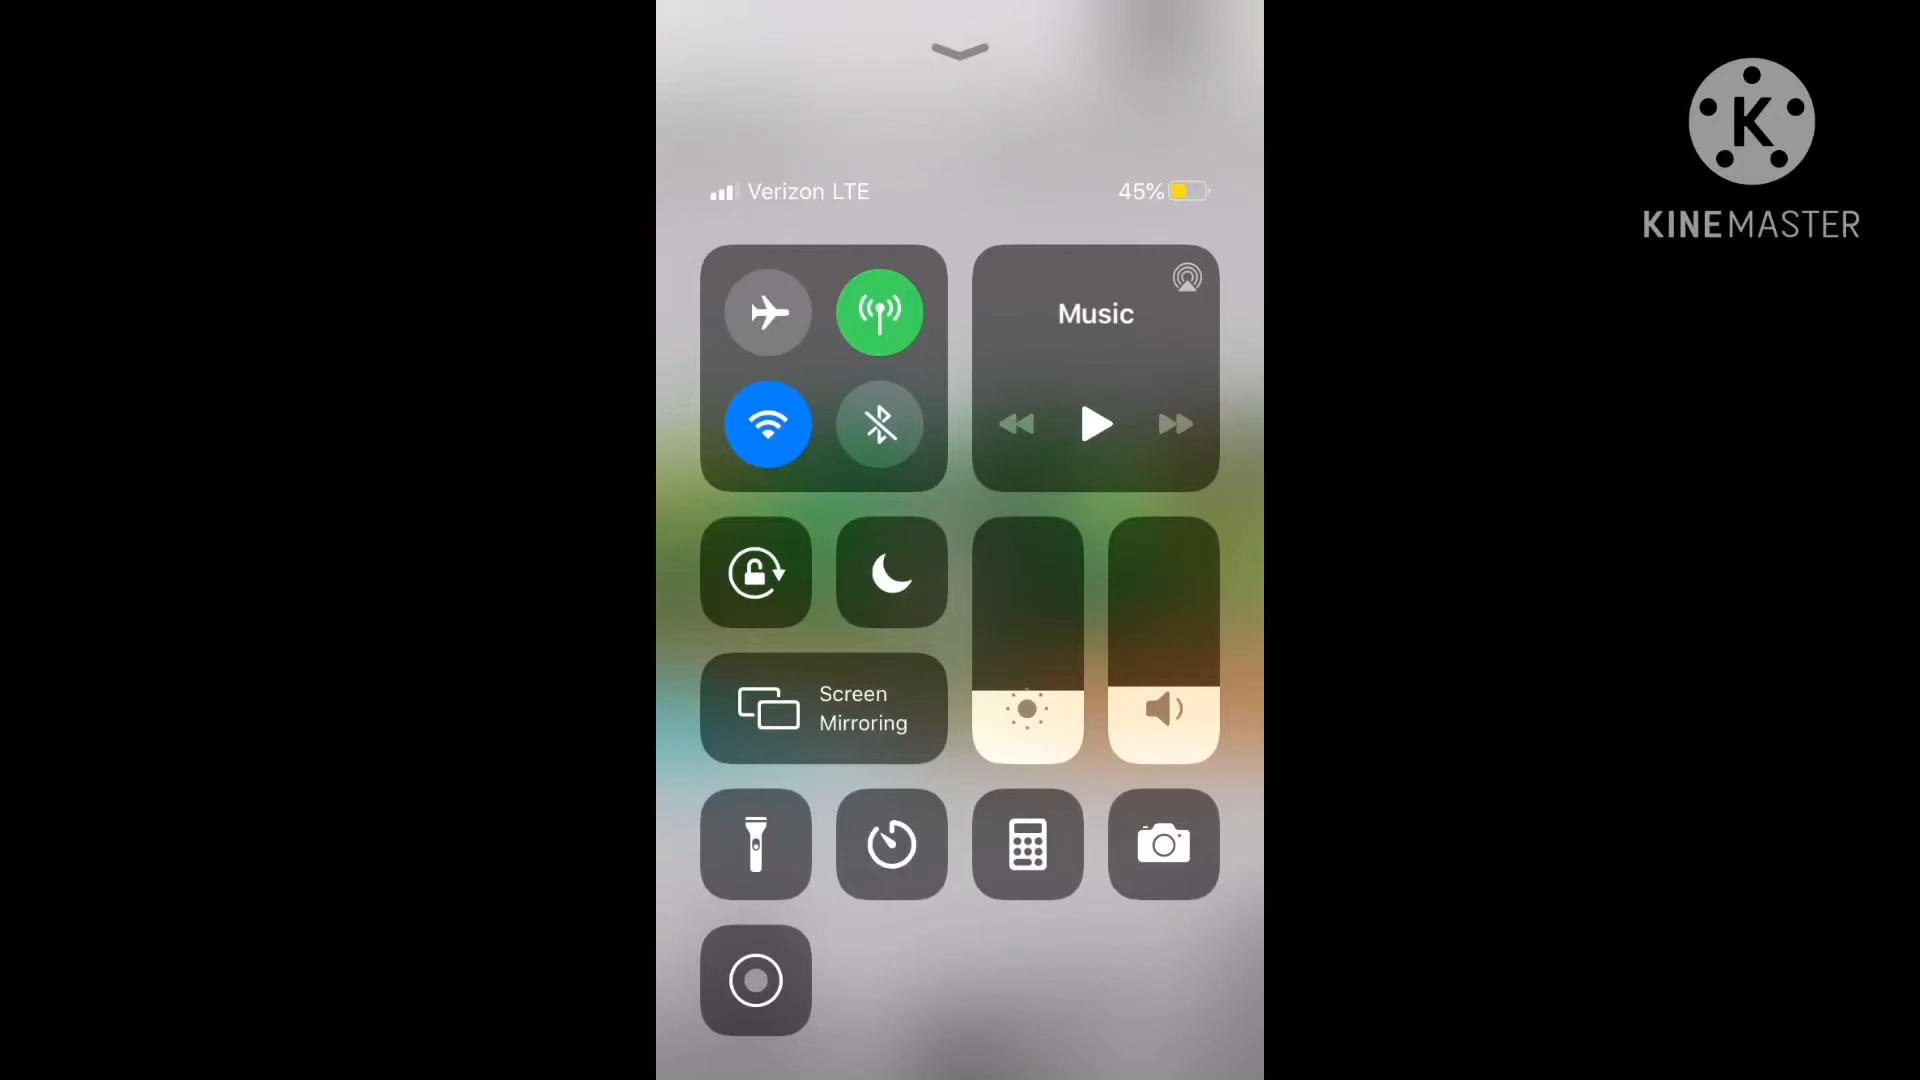 Verizon LTE
45%
Music
Screen
Mirroring
K
KINEMASTER